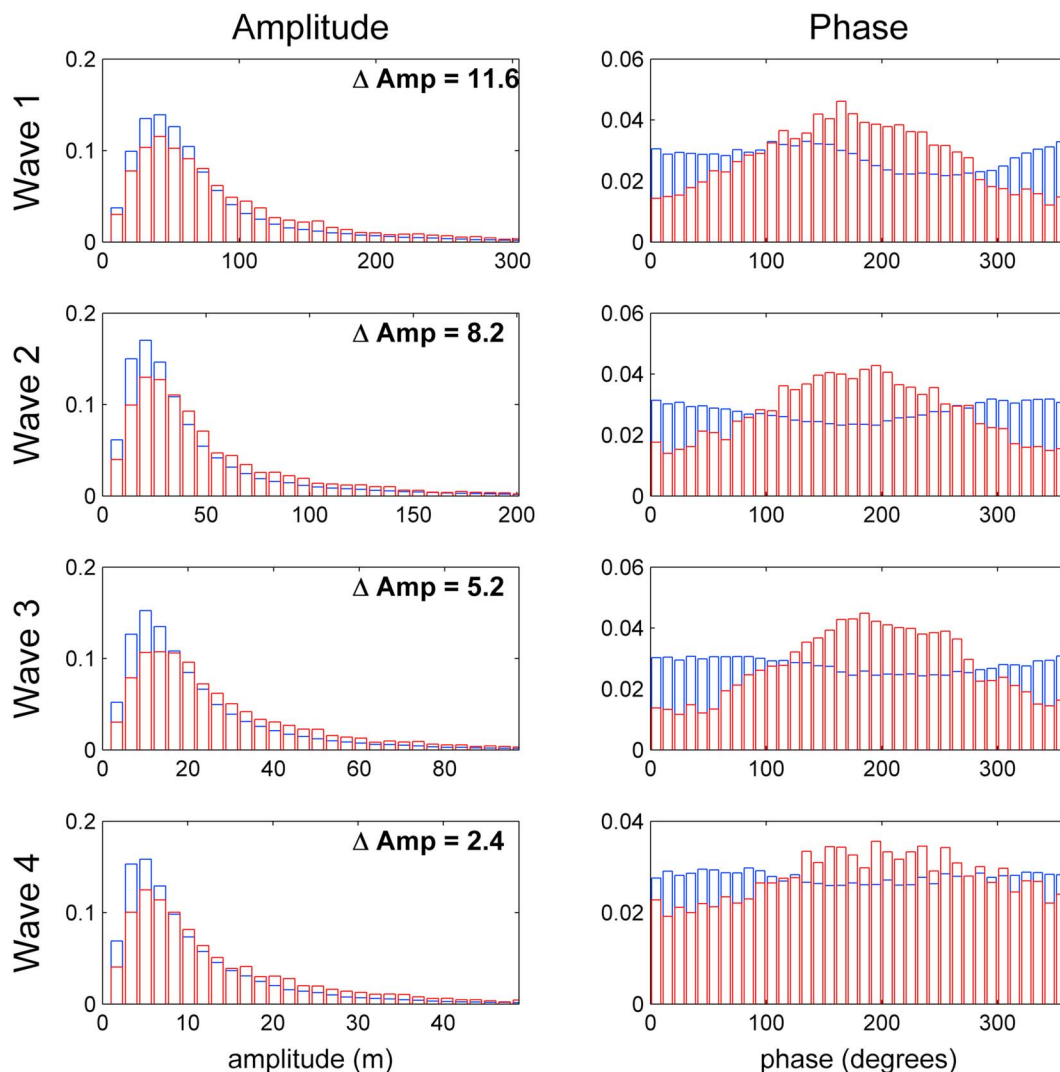 Amplitude Phase
Wave 1
0.2
0.1
0
Δ Amp = 11.6
0 100 200 300
0.06
0.04
0.02
0
0 100 200 300
Wave 2
0.2
0.1
0
Δ Amp = 8.2
0 50 100 150 200
0.06
0.04
0.02
0
0 100 200 300
Wave 3
0.2
0.1
0
Δ Amp = 5.2
0 20 40 60 80
0.06
0.04
0.02
0
0 100 200 300
Wave 4
0.2
0.1
0
Δ Amp = 2.4
0 10 20 30 40
0.04
0.02
0
0 100 200 300
amplitude (m) phase (degrees)